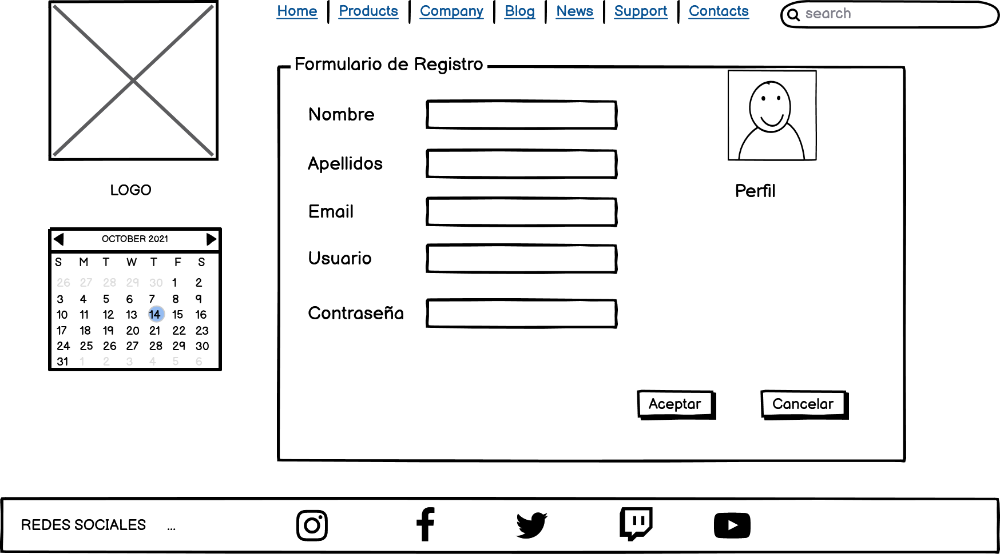 Home Products Company Blog News Support Contacts
search
LOGO
OCTOBER 2021
S M T W T F S
26 27 28 29 30 1 2
3 4 5 6 7 8 9
10 11 12 13 14 15 16
17 18 19 20 21 22 23
24 25 26 27 28 29 30
31 1 2 3 4 5 6
Formulario de Registro
Nombre
Apellidos
Email
Usuario
Contraseña
Perfil
Aceptar
Cancelar
REDES SOCIALES ...